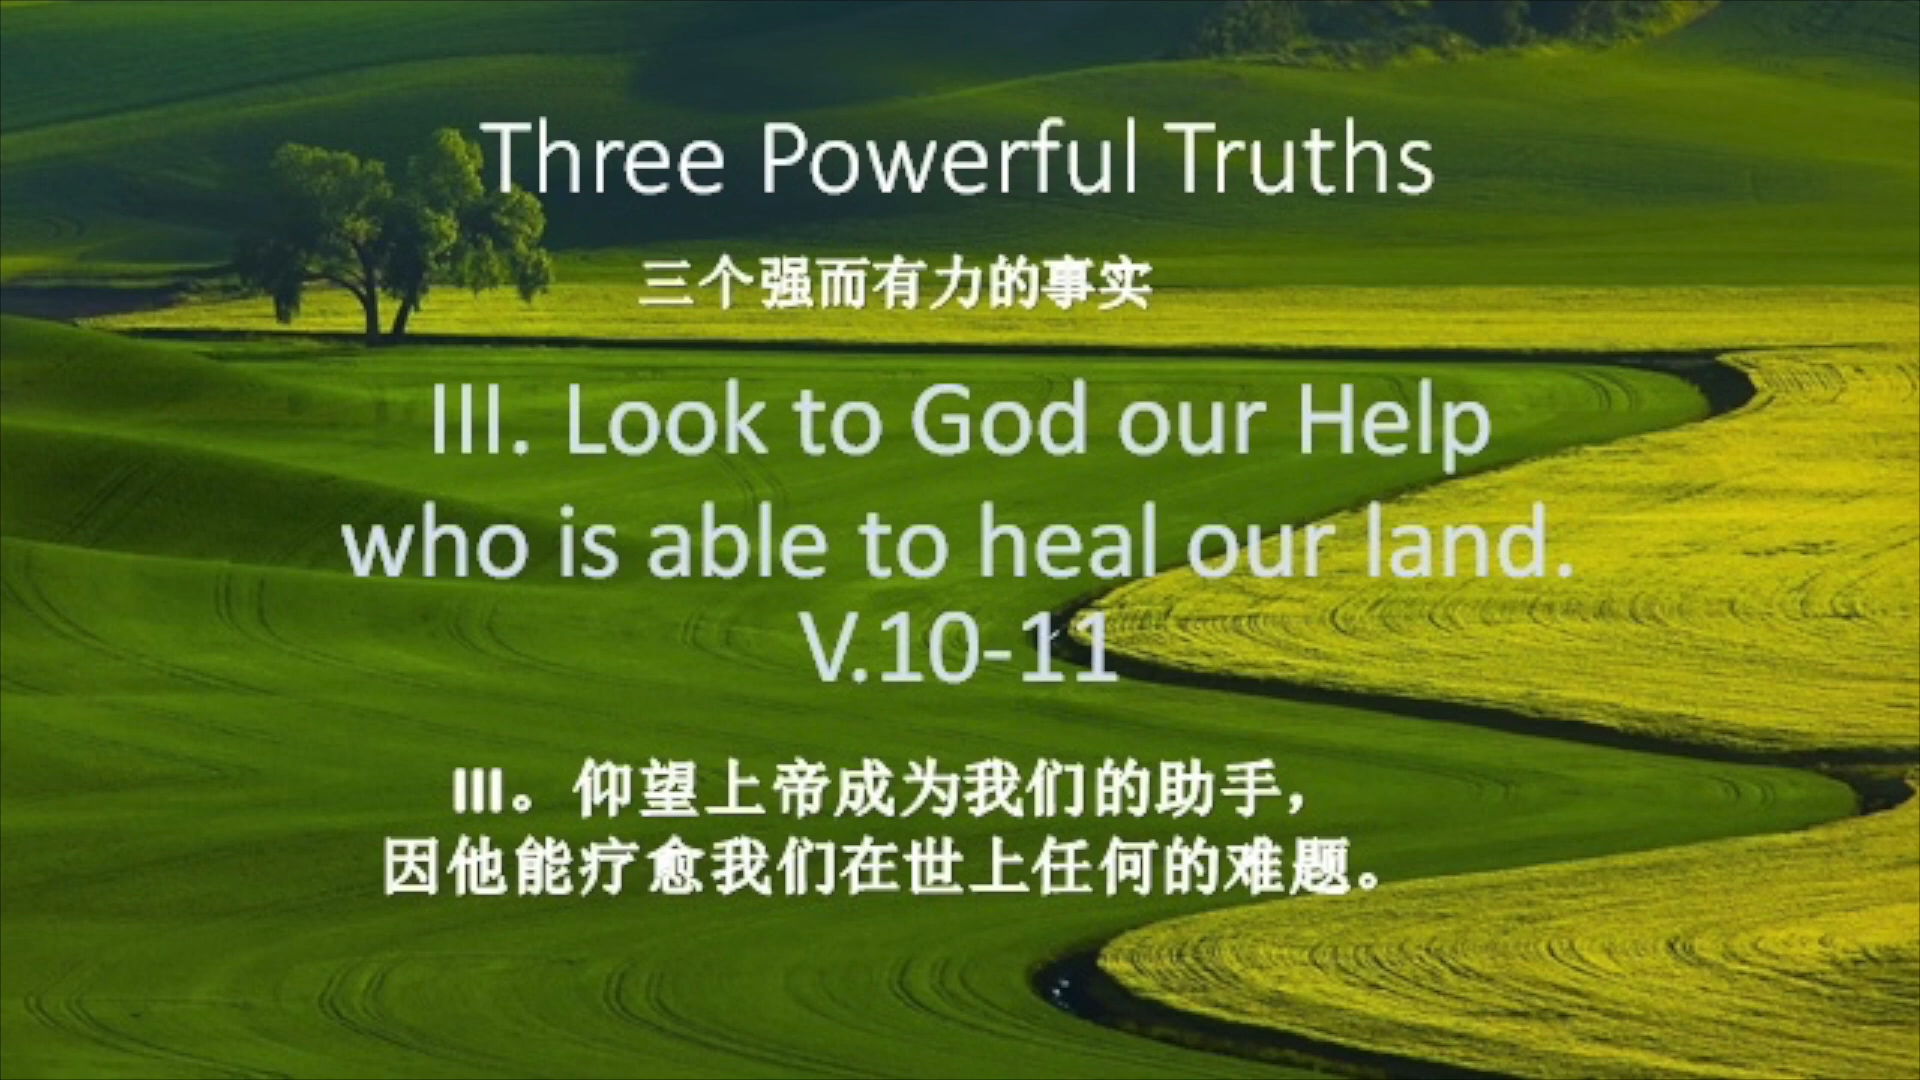 Three Powerful Truths
三个强而有力的事实
III. Look to God our Help
who is able to heal our land.
V.10-11
III。仰望上帝成为我们的助手，
因他能疗愈我们在世上任何的难题。